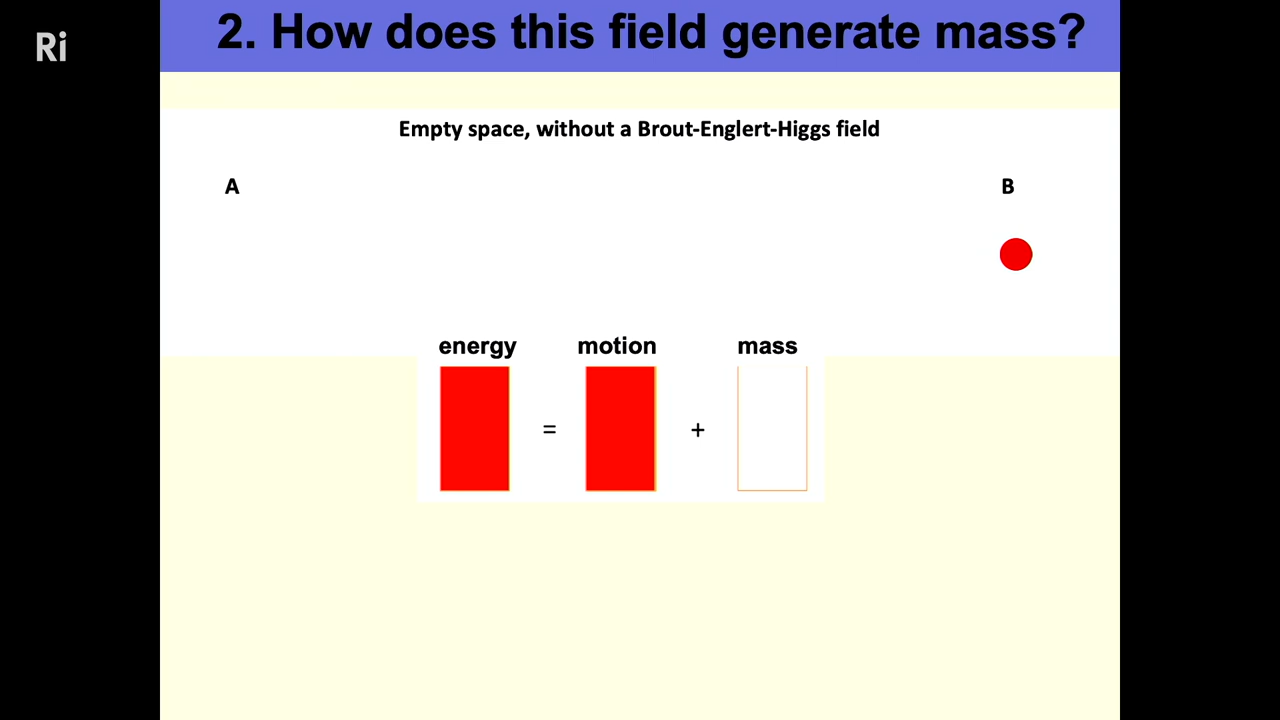 Ri
2. How does this field generate mass?
Empty space, without a Brout-Englert-Higgs field
A B
energy motion mass
= +